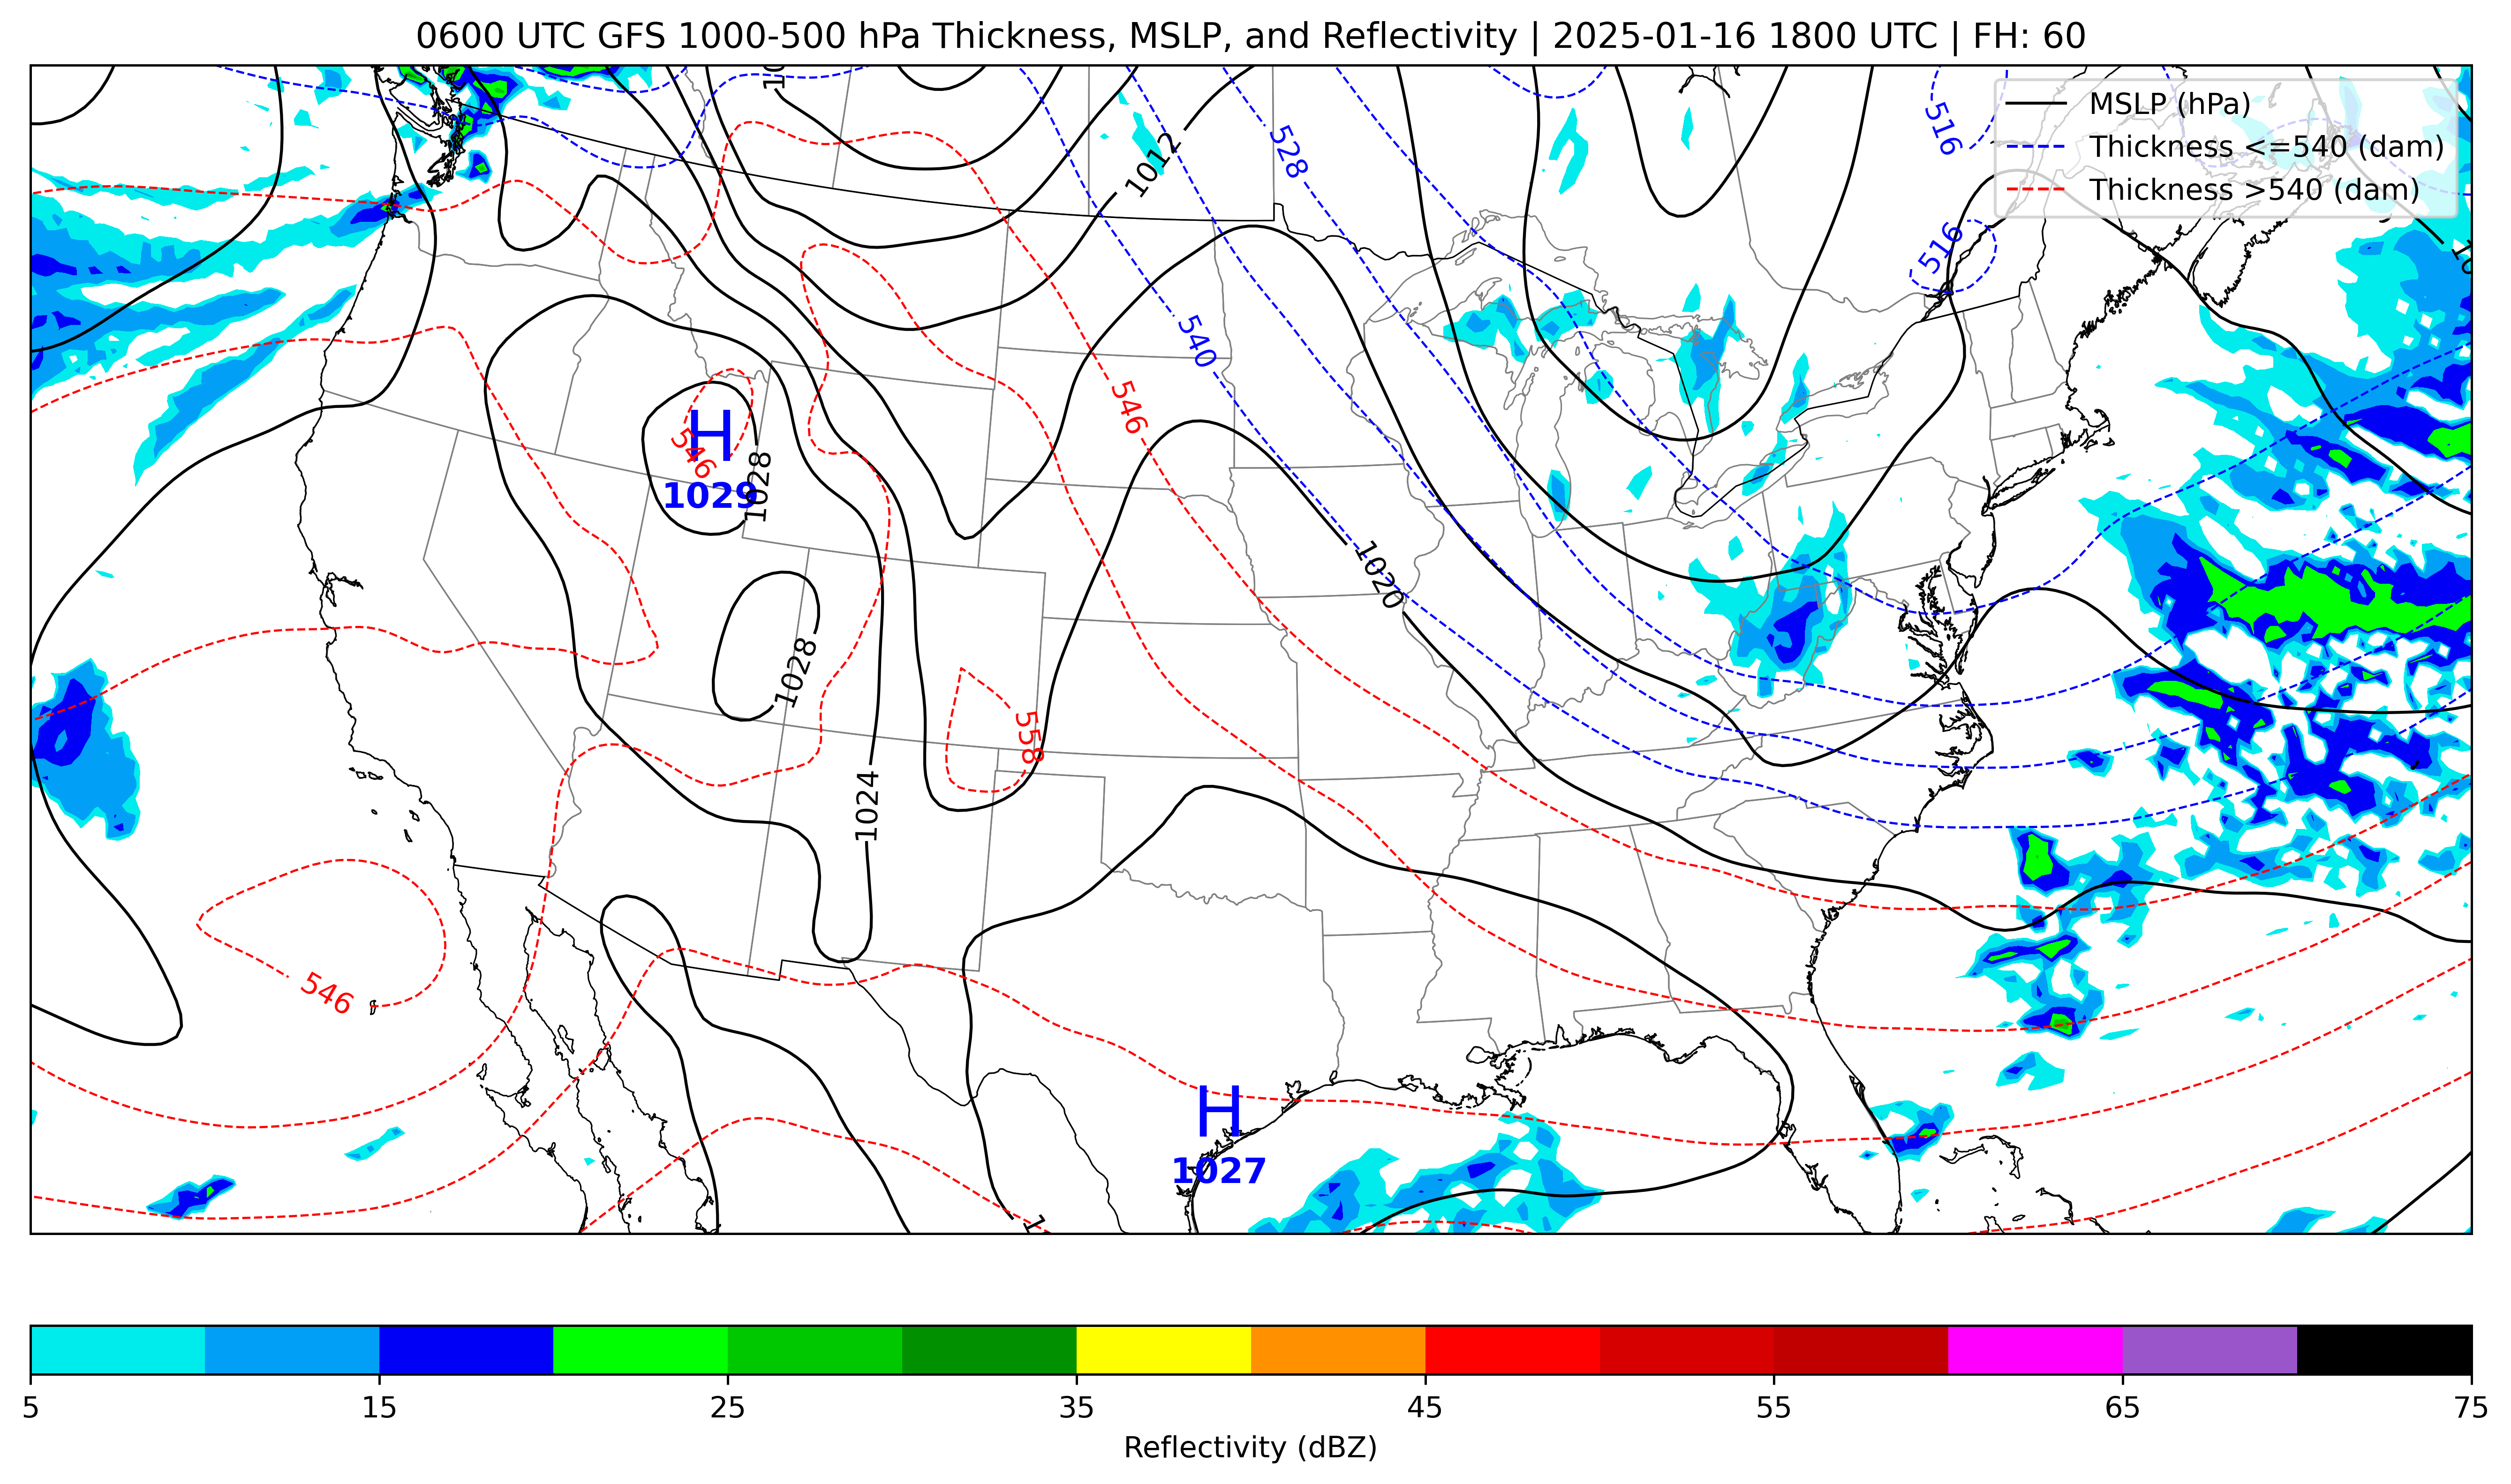 0600 UTC GFS 1000-500 hPa Thickness, MSLP, and Reflectivity | 2025-01-16 1800 UTC | FH: 60
MSLP (hPa)
Thickness <=540 (dam)
Thickness >540 (dam)
516
1012
528
516
540
546
H
546
1029
1028
1020
1028
558
1024
546
H
1027
5 15 25 35 45 55 65 75
Reflectivity (dBZ)